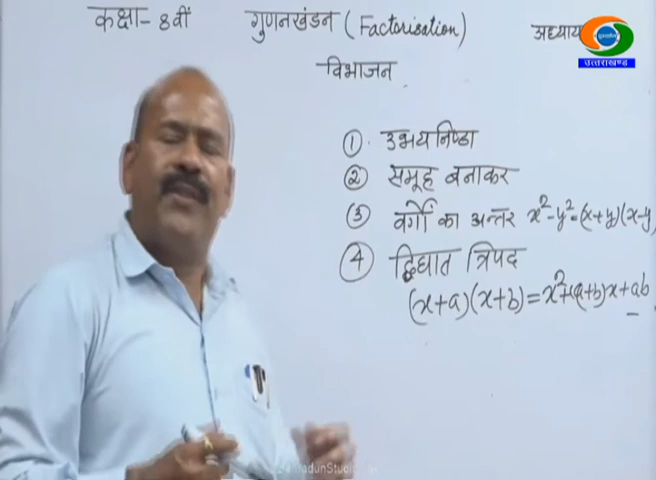 कक्षा- 8वीं गुणनखंडन (Factorisation) अध्याय
विभाजन
① उभयनिष्ठ
② समूह बनाकर
③ वर्गों का अन्तर x²-y²=(x+y)(x-y)
④ द्विघात त्रिपद
(x+a)(x+b)=x²+(a+b)x+ab
उत्तराखण्ड